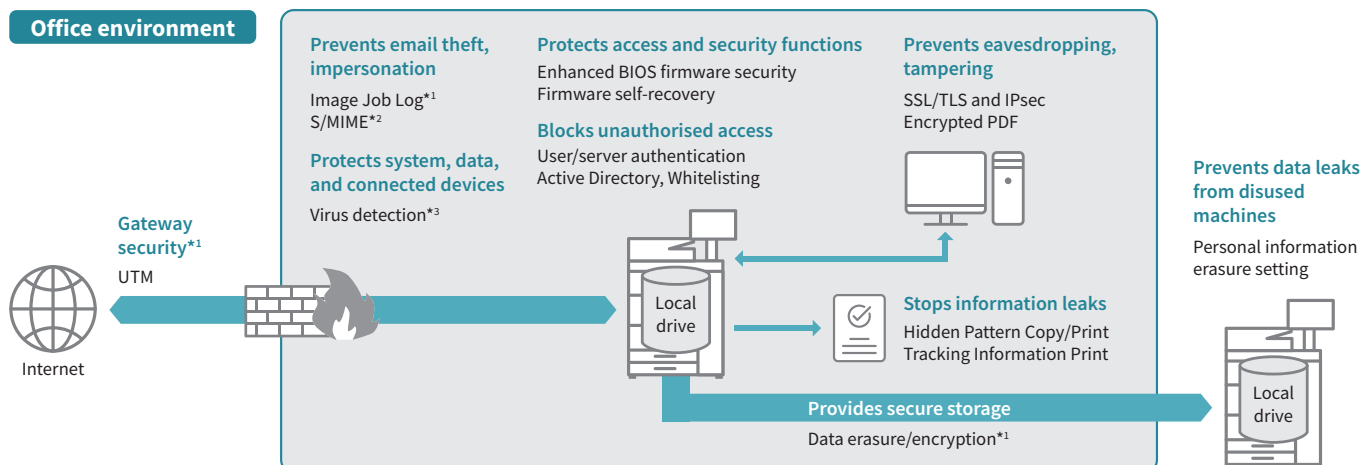 Office environment
Prevents email theft,
impersonation
Image Job Log*1
S/MIME*2
Protects system, data,
and connected devices
Virus detection*3
Protects access and security functions
Enhanced BIOS firmware security
Firmware self-recovery
Blocks unauthorised access
User/server authentication
Active Directory, Whitelisting
Prevents eavesdropping,
tampering
SSL/TLS and IPsec
Encrypted PDF
Gateway
security*1
UTM
Internet
Local
drive
Stops information leaks
Hidden Pattern Copy/Print
Tracking Information Print
Provides secure storage
Data erasure/encryption*1
Prevents data leaks
from disused
machines
Personal information
erasure setting
Local
drive